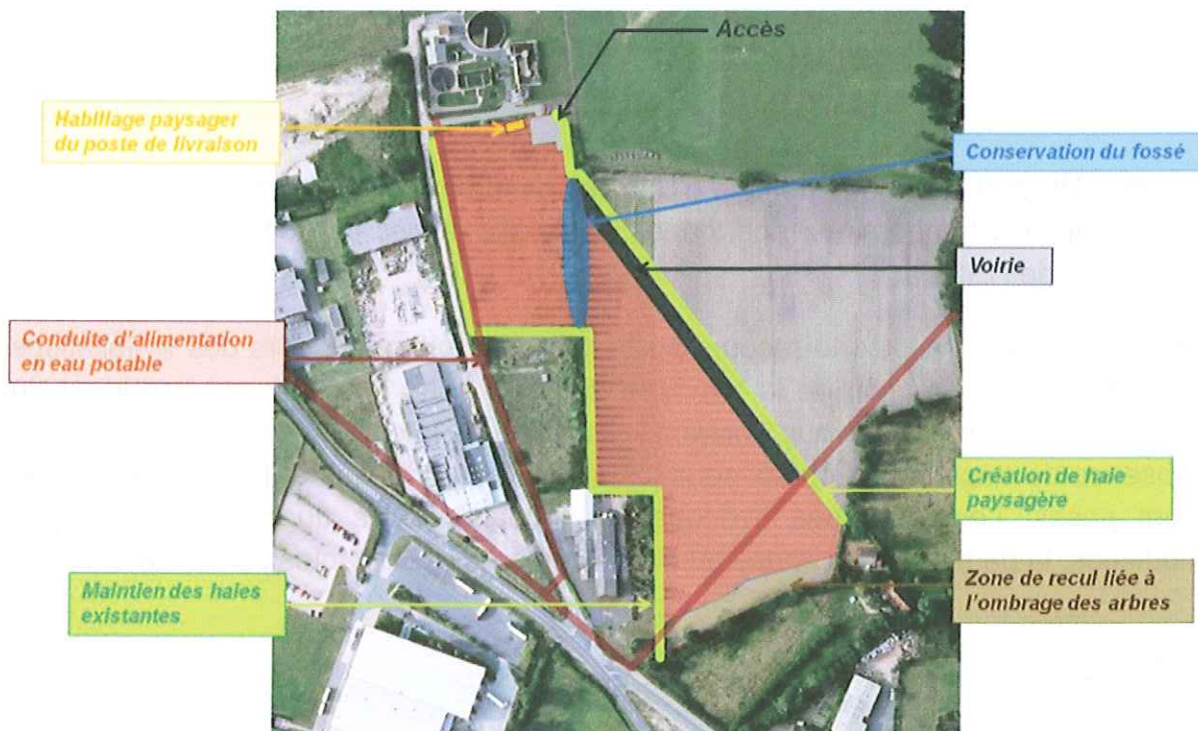 Accès
Habillage paysager
du poste de livraison
Conservation du fossé
Voirie
Conduite d'alimentation
en eau potable
Création de haie
paysagère
Maintien des haies
existantes
Zone de recul liée à
l'ombrage des arbres